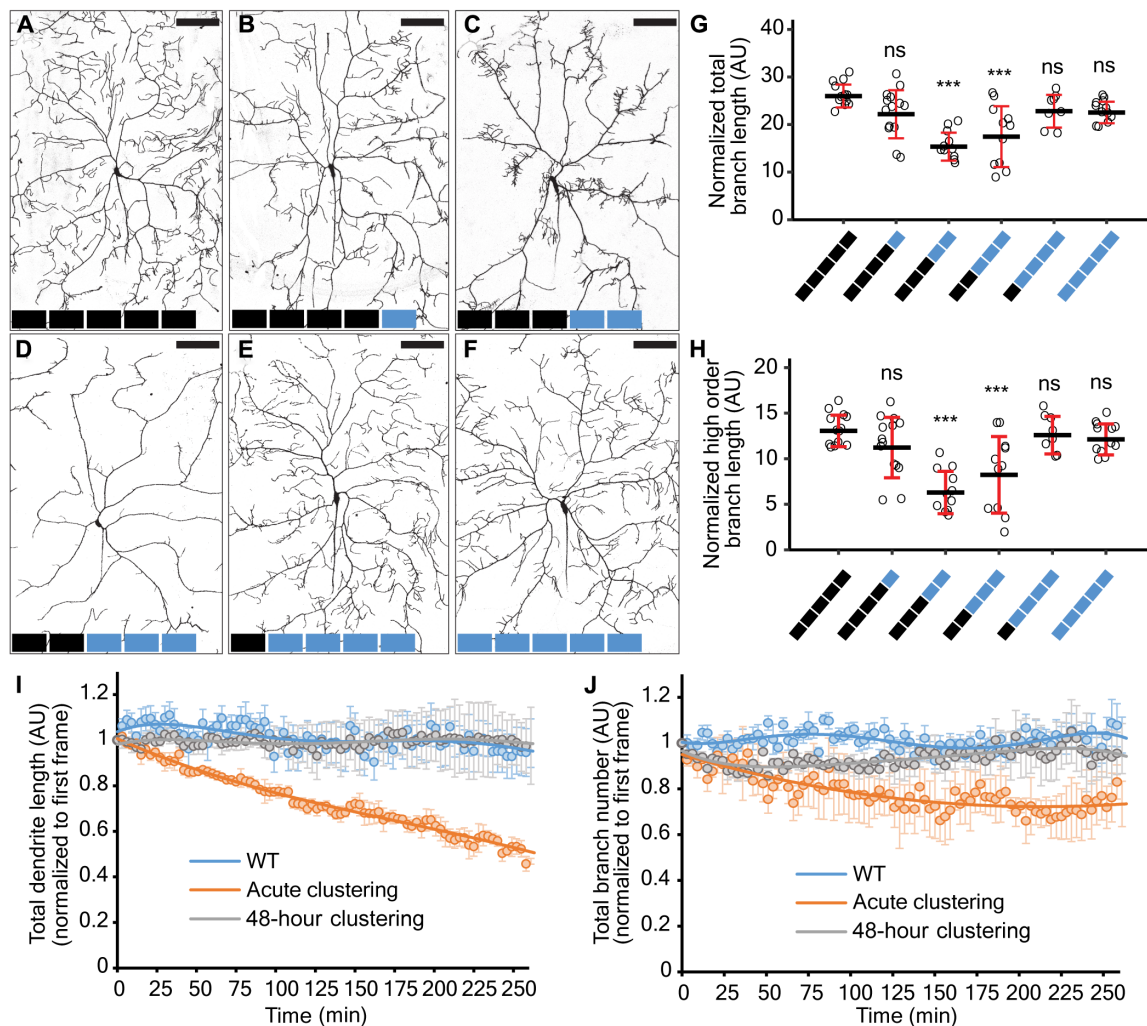 A
B
C
D
E
F
G
Normalized total
branch length (AU)
40
30
20
10
0
ns
***
***
ns
ns
H
Normalized high order
branch length (AU)
20
15
10
5
0
ns
***
***
ns
ns
I
Total dendrite length (AU)
(normalized to first frame)
1.2
1
0.8
0.6
0.4
0.2
0
WT
Acute clustering
48-hour clustering
0 25 50 75 100 125 150 175 200 225 250
Time (min)
J
Total branch number (AU)
(normalized to first frame)
1.2
1
0.8
0.6
0.4
0.2
0
WT
Acute clustering
48-hour clustering
0 25 50 75 100 125 150 175 200 225 250
Time (min)